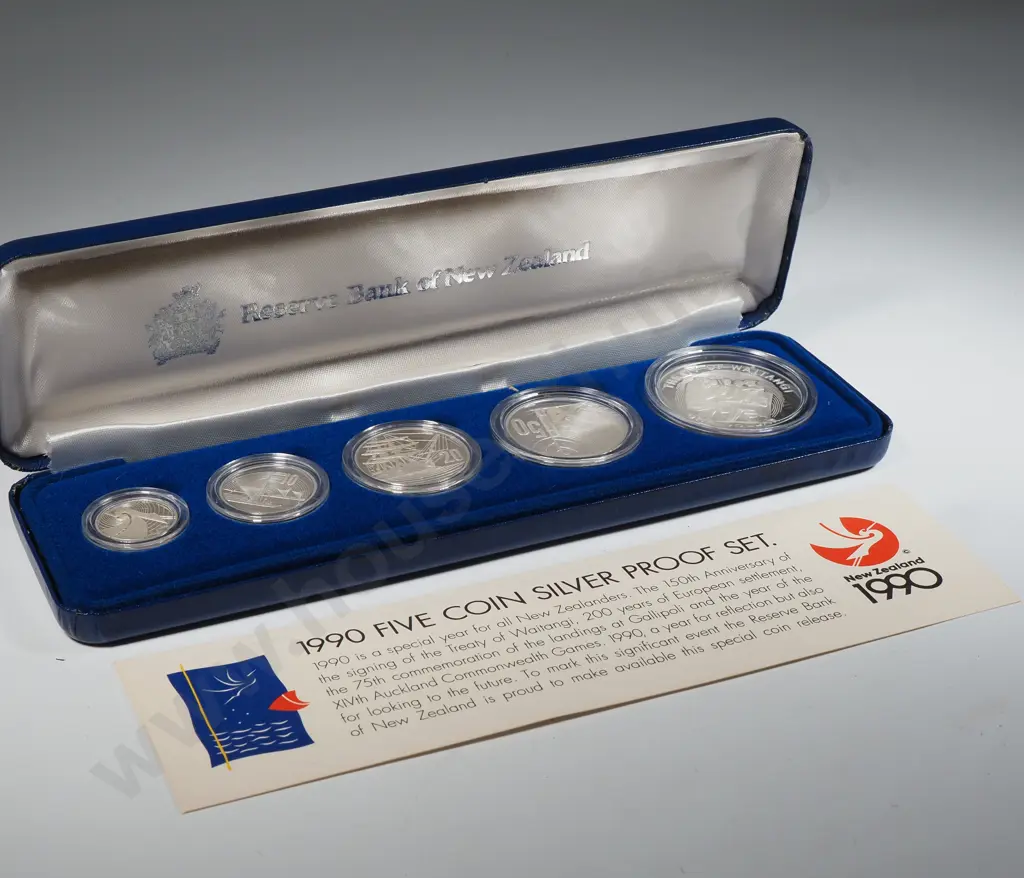 Reserve Bank of New Zealand
20
50
WAITANGI
1990 FIVE COIN SILVER PROOF SET.
1990 is a special year for all New Zealanders. The 150th Anniversary of
the signing of the Treaty of Waitangi, 200 years of European settlement,
the 75th commemoration of the landings at Gallipoli and the year of the
XIVth Auckland Commonwealth Games. 1990, a year for reflection but also
for looking to the future. To mark this significant event the Reserve Bank
of New Zealand is proud to make available this special coin release.
©
New Zealand
1990